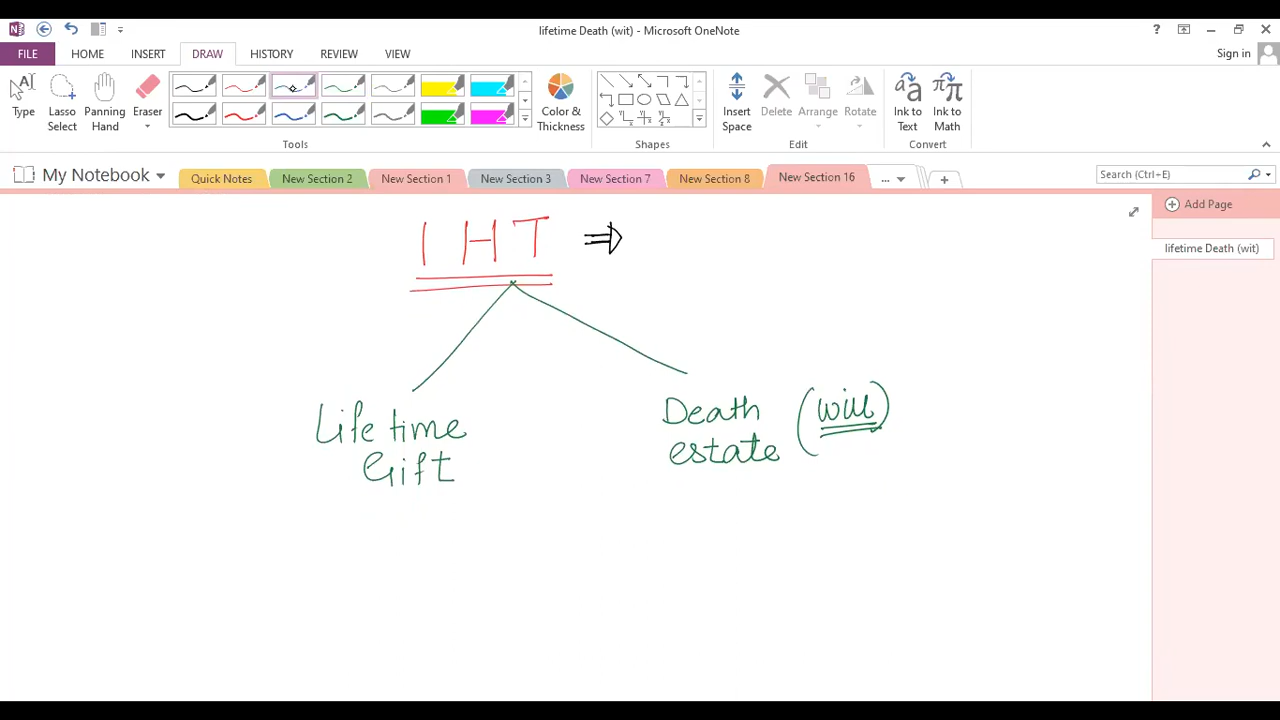 lifetime Death (wit) - Microsoft OneNote
?
FILE HOME INSERT DRAW HISTORY REVIEW VIEW
Sign in
Type
Lasso Select
Panning Hand
Eraser
Color & Thickness
Insert Space
Delete
Arrange
Rotate
Ink to Text
Ink to Math
Tools
Shapes
Edit
Convert
My Notebook
Quick Notes New Section 2 New Section 1 New Section 3 New Section 7 New Section 8 New Section 16 ...
Search (Ctrl+E)
Add Page
lifetime Death (wit)
IHT ⇒
Lifetime
Gift
Death (will)
estate